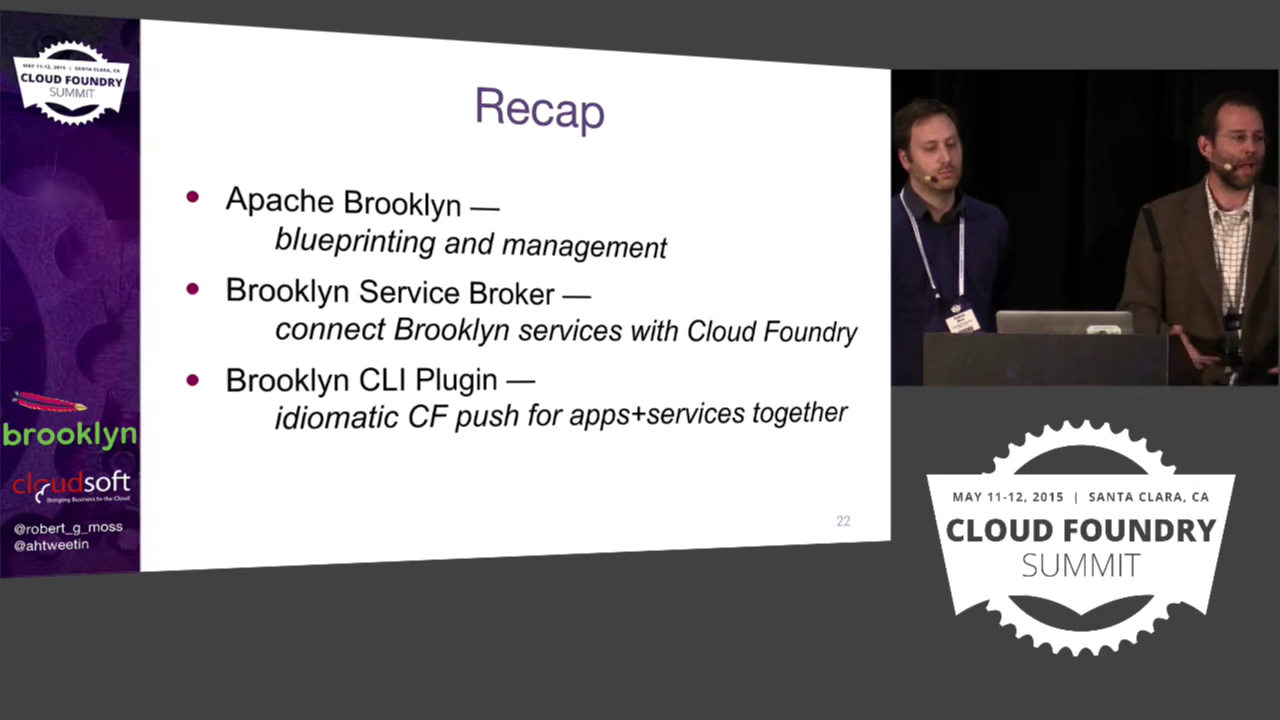 MAY 11-12, 2015 | SANTA CLARA, CA
CLOUD FOUNDRY
SUMMIT
Recap
• Apache Brooklyn —
blueprinting and management
• Brooklyn Service Broker —
connect Brooklyn services with Cloud Foundry
• Brooklyn CLI Plugin —
idiomatic CF push for apps+services together
brooklyn
cloudsoft
Bringing Business to the Cloud
@robert_g_moss
@ahtweetin
22
MAY 11-12, 2015 | SANTA CLARA, CA
CLOUD FOUNDRY
SUMMIT